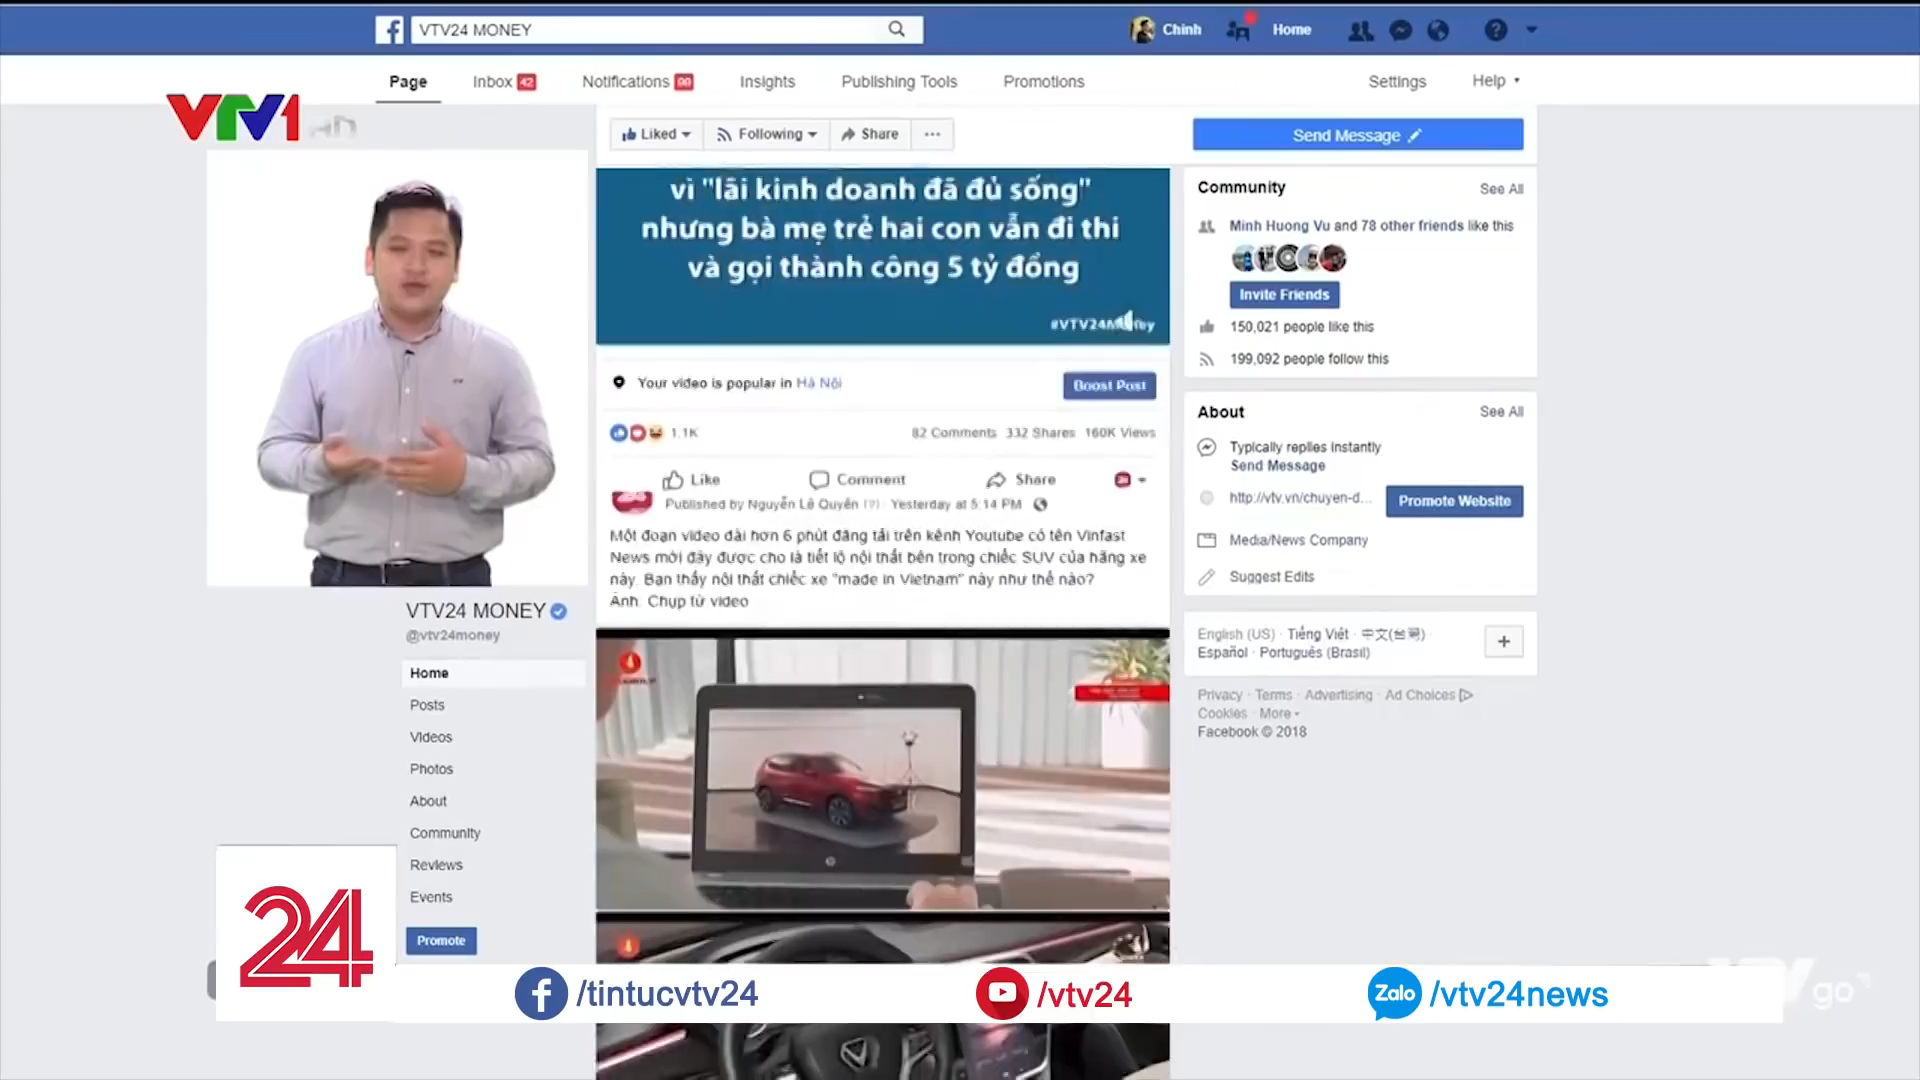 VTV24 MONEY
Chinh
Home
Page
Inbox 42
Notifications 99
Insights
Publishing Tools
Promotions
Settings
Help
VTV1
HD
Liked
Following
Share
Send Message
vì "lãi kinh doanh đã đủ sống"
nhưng bà mẹ trẻ hai con vẫn đi thi
và gọi thành công 5 tỷ đồng
#VTV24Money
Your video is popular in Hà Nội
Boost Post
1.1K
82 Comments 332 Shares 160K Views
Like
Comment
Share
Published by Nguyễn Lê Quyên (?) · Yesterday at 5:14 PM
Một đoạn video dài hơn 6 phút đăng tải trên kênh Youtube có tên Vinfast
News mới đây được cho là tiết lộ nội thất bên trong chiếc SUV của hãng xe
này. Bạn thấy nội thất chiếc xe "made in Vietnam" này như thế nào?
Ảnh: Chụp từ video
VTV24 MONEY
@vtv24money
Home
Posts
Videos
Photos
About
Community
Reviews
Events
Promote
Community
See All
Minh Huong Vu and 78 other friends like this
Invite Friends
150,021 people like this
199,092 people follow this
About
See All
Typically replies instantly
Send Message
http://vtv.vn/chuyen-d...
Promote Website
Media/News Company
Suggest Edits
English (US) · Tiếng Việt · 中文(台灣) ·
Español · Português (Brasil)
Privacy · Terms · Advertising · Ad Choices
Cookies · More
Facebook © 2018
24
/tintucvtv24
/vtv24
Zalo /vtv24news
VTV go